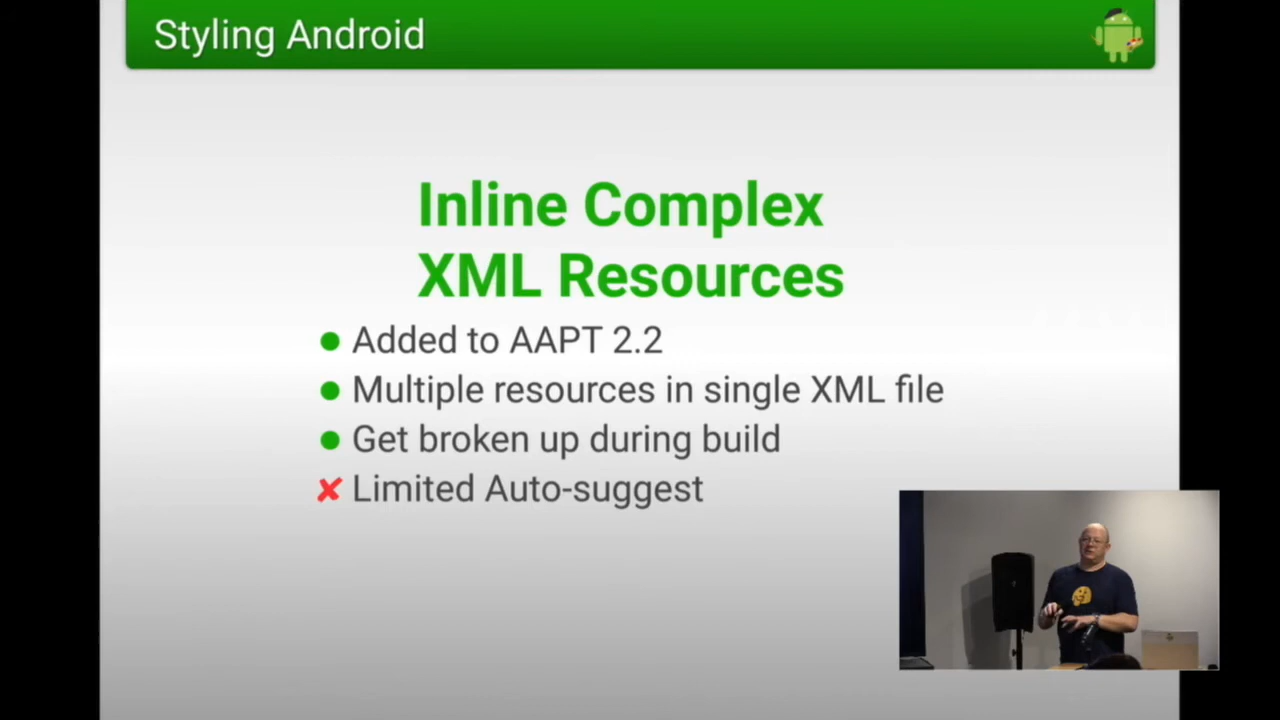 Styling Android
Inline Complex
XML Resources
Added to AAPT 2.2
Multiple resources in single XML file
Get broken up during build
Limited Auto-suggest